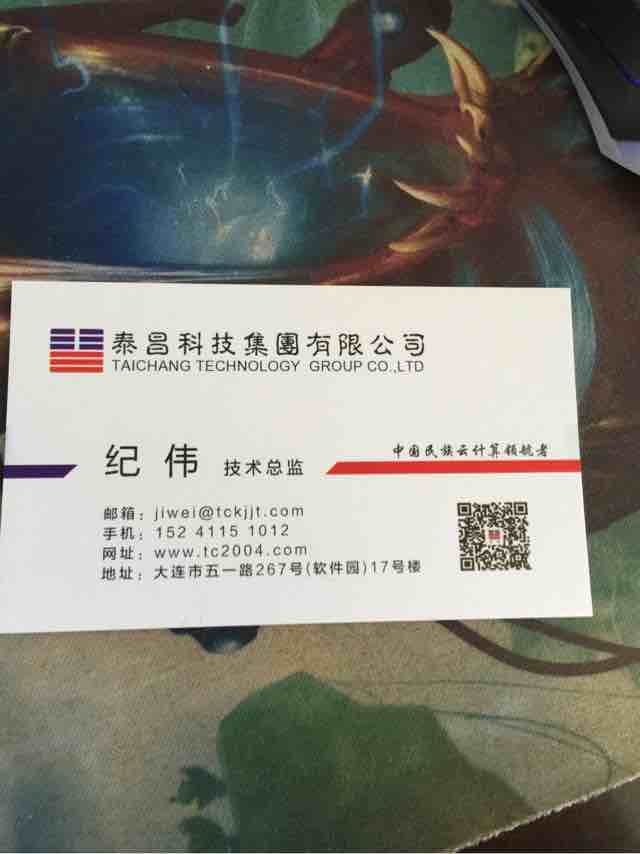 泰昌科技集團有限公司
TAICHANG TECHNOLOGY GROUP CO.,LTD
纪伟 技术总监
中国民族云计算领航者
邮箱：jiwei@tckjjt.com
手机：152 4115 1012
网址：www.tc2004.com
地址：大连市五一路267号(软件园)17号楼